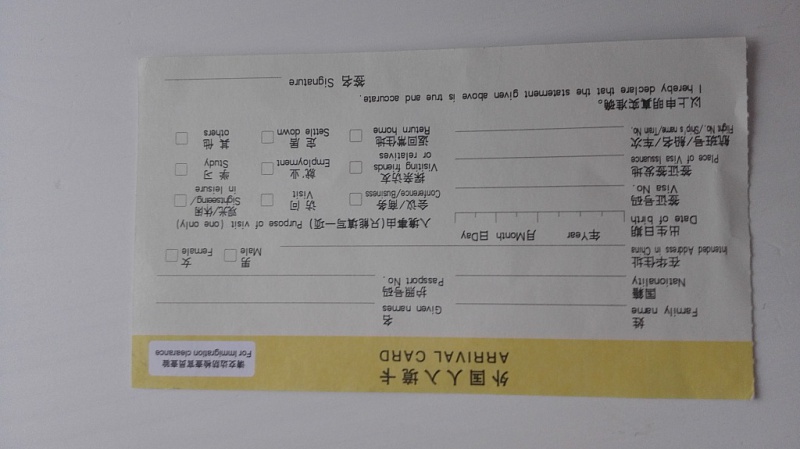 外国人入境卡
ARRIVAL CARD
请交边防检查官员查验
For Immigration clearance
姓
Family name
名
Given names
国籍
Nationality
护照号码
Passport No.
在华住址
Intended Address in China
男
Male
女
Female
出生日期
Date of birth
年Year 月Month 日Day
入境事由(只能填写一项) Purpose of visit (one only)
签证号码
Visa No.
会议/商务
Conference/Business
访问
Visit
观光/休闲
Sightseeing/
in leisure
签证签发地
Place of Visa Issuance
探亲访友
Visiting friends
or relatives
就业
Employment
学习
Study
航班号/船名/车次
Flight No./Ship's name/Train No.
返回常住地
Return home
定居
Settle down
其他
others
以上申明真实准确。
I hereby declare that the statement given above is true and accurate.
签名 Signature